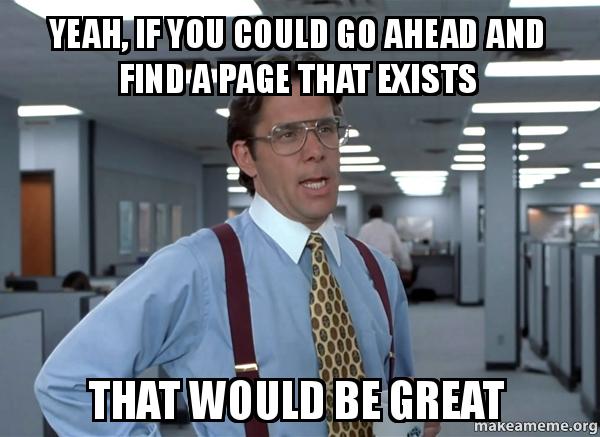 YEAH, IF YOU COULD GO AHEAD AND
FIND A PAGE THAT EXISTS
THAT WOULD BE GREAT
makeameme.org